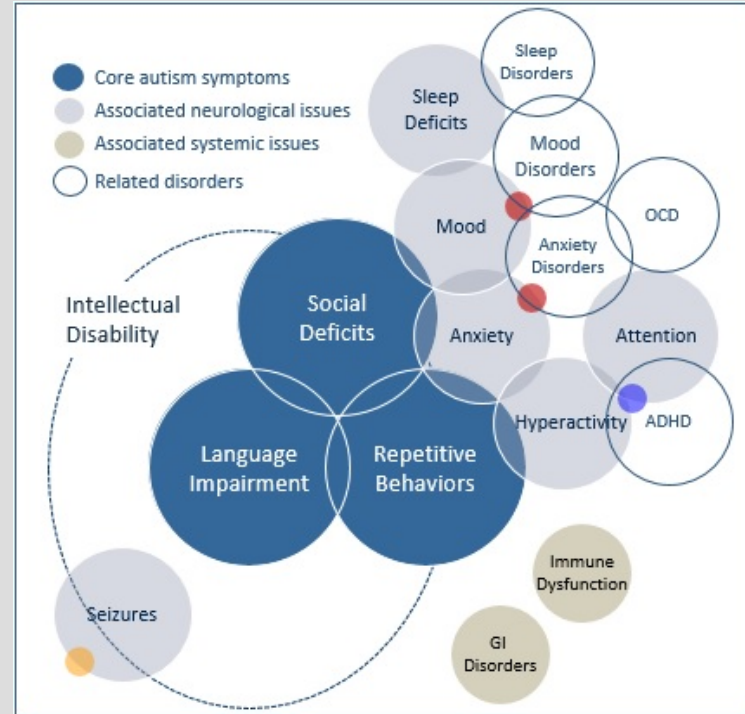 Core autism symptoms
Associated neurological issues
Associated systemic issues
Related disorders
Sleep
Disorders
Sleep
Deficits
Mood
Disorders
Mood
OCD
Anxiety
Disorders
Intellectual
Disability
Social
Deficits
Anxiety
Attention
Hyperactivity
ADHD
Language
Impairment
Repetitive
Behaviors
Immune
Dysfunction
Seizures
GI
Disorders